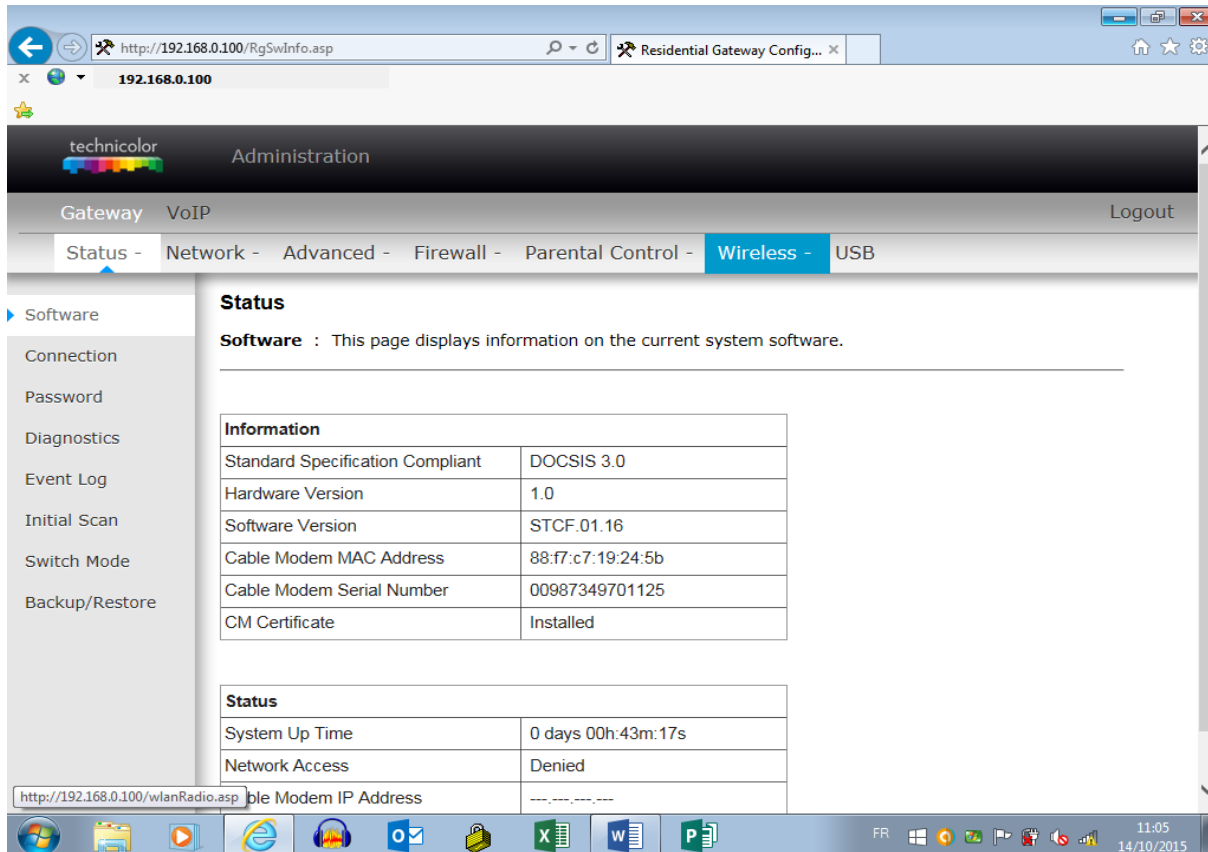 http://192.168.0.100/RgSwInfo.asp
Residential Gateway Config...
192.168.0.100
technicolor
Administration
Gateway VoIP Logout
Status - Network - Advanced - Firewall - Parental Control - Wireless - USB
Software
Connection
Password
Diagnostics
Event Log
Initial Scan
Switch Mode
Backup/Restore
Status
Software : This page displays information on the current system software.
Information
Standard Specification Compliant DOCSIS 3.0
Hardware Version 1.0
Software Version STCF.01.16
Cable Modem MAC Address 88:f7:c7:19:24:5b
Cable Modem Serial Number 00987349701125
CM Certificate Installed
Status
System Up Time 0 days 00h:43m:17s
Network Access Denied
ble Modem IP Address ---.---.---.---
http://192.168.0.100/wlanRadio.asp
FR
11:05
14/10/2015